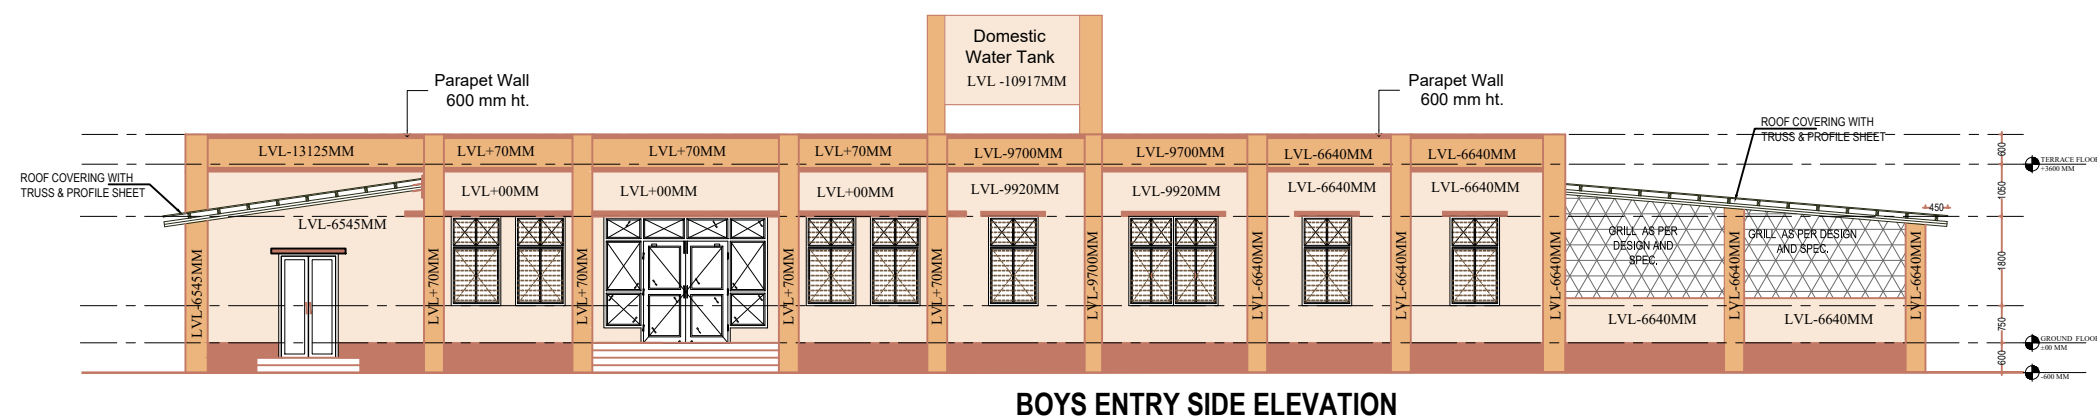 Domestic
Water Tank
LVL -10917MM
Parapet Wall
600 mm ht.
Parapet Wall
600 mm ht.
ROOF COVERING WITH
TRUSS & PROFILE SHEET
ROOF COVERING WITH
TRUSS & PROFILE SHEET
LVL-13125MM
LVL+70MM
LVL+70MM
LVL+70MM
LVL-9700MM
LVL-9700MM
LVL-6640MM
LVL-6640MM
LVL+00MM
LVL+00MM
LVL+00MM
LVL-9920MM
LVL-9920MM
LVL-6640MM
LVL-6640MM
LVL-6545MM
LVL-6545MM
LVL+70MM
LVL+70MM
LVL+70MM
LVL+70MM
LVL-9700MM
LVL-6640MM
LVL-6640MM
LVL-6640MM
LVL-6640MM
LVL-6640MM
GRILL AS PER
DESIGN AND
SPEC.
GRILL AS PER DESIGN
AND SPEC.
LVL-6640MM
LVL-6640MM
450
600
1050
1800
750
600
TERRACE FLOOR
+3600 MM
GROUND FLOOR
±00 MM
-600 MM
BOYS ENTRY SIDE ELEVATION